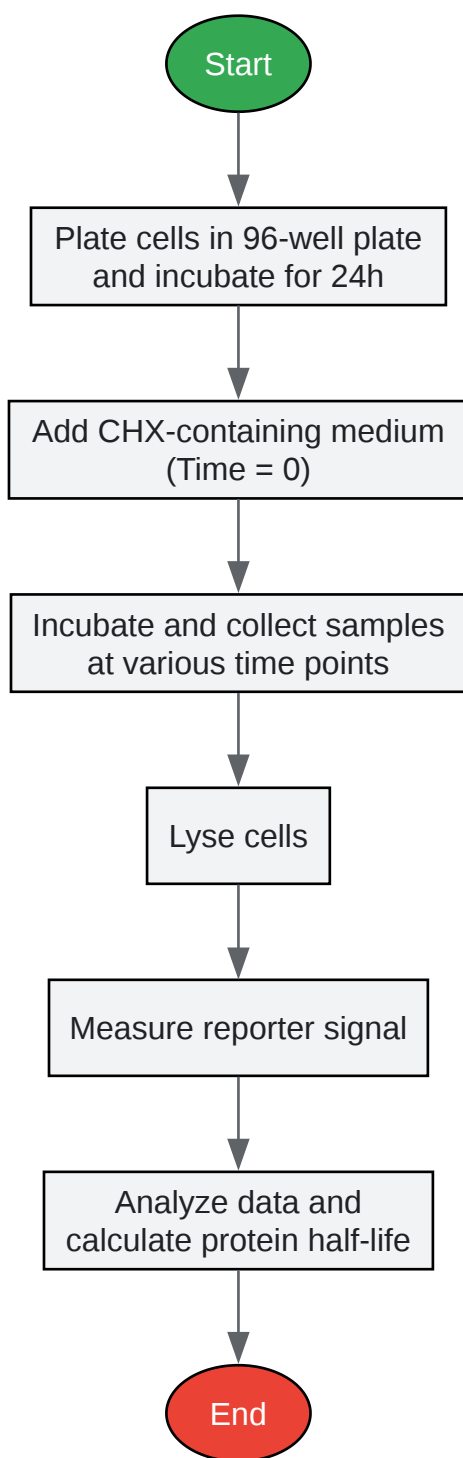 Start
Plate cells in 96-well plate
and incubate for 24h
Add CHX-containing medium
(Time = 0)
Incubate and collect samples
at various time points
Lyse cells
Measure reporter signal
Analyze data and
calculate protein half-life
End